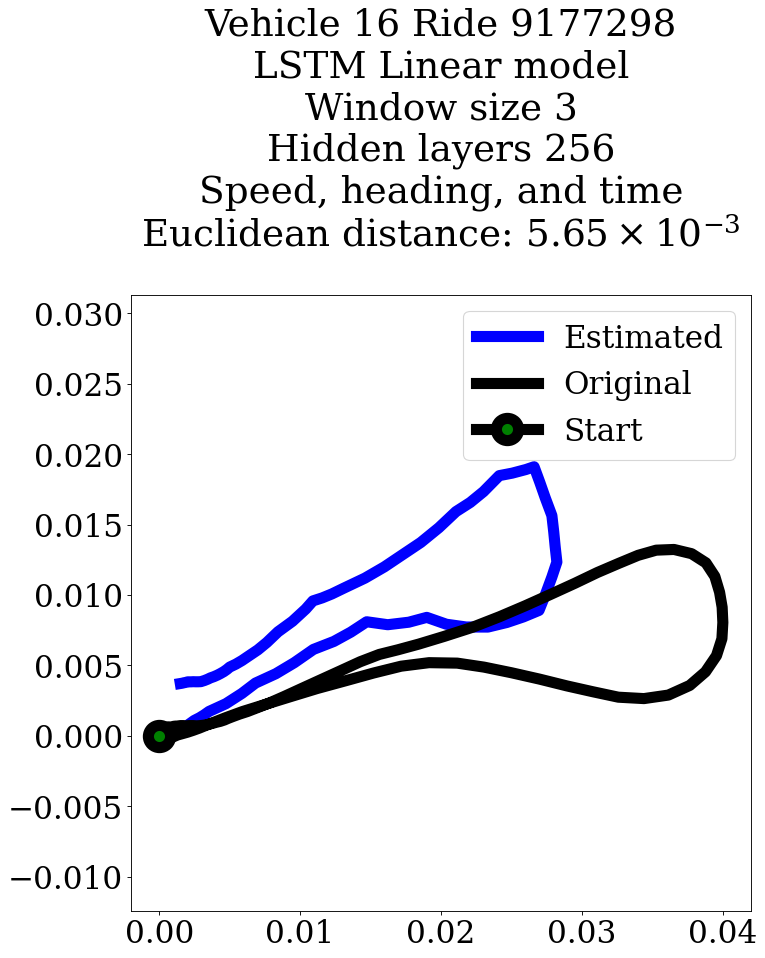 Vehicle 16 Ride 9177298
LSTM Linear model
Window size 3
Hidden layers 256
Speed, heading, and time
Euclidean distance: 5.65 × 10⁻³
Estimated
Original
Start
0.030
0.025
0.020
0.015
0.010
0.005
0.000
−0.005
−0.010
0.00 0.01 0.02 0.03 0.04